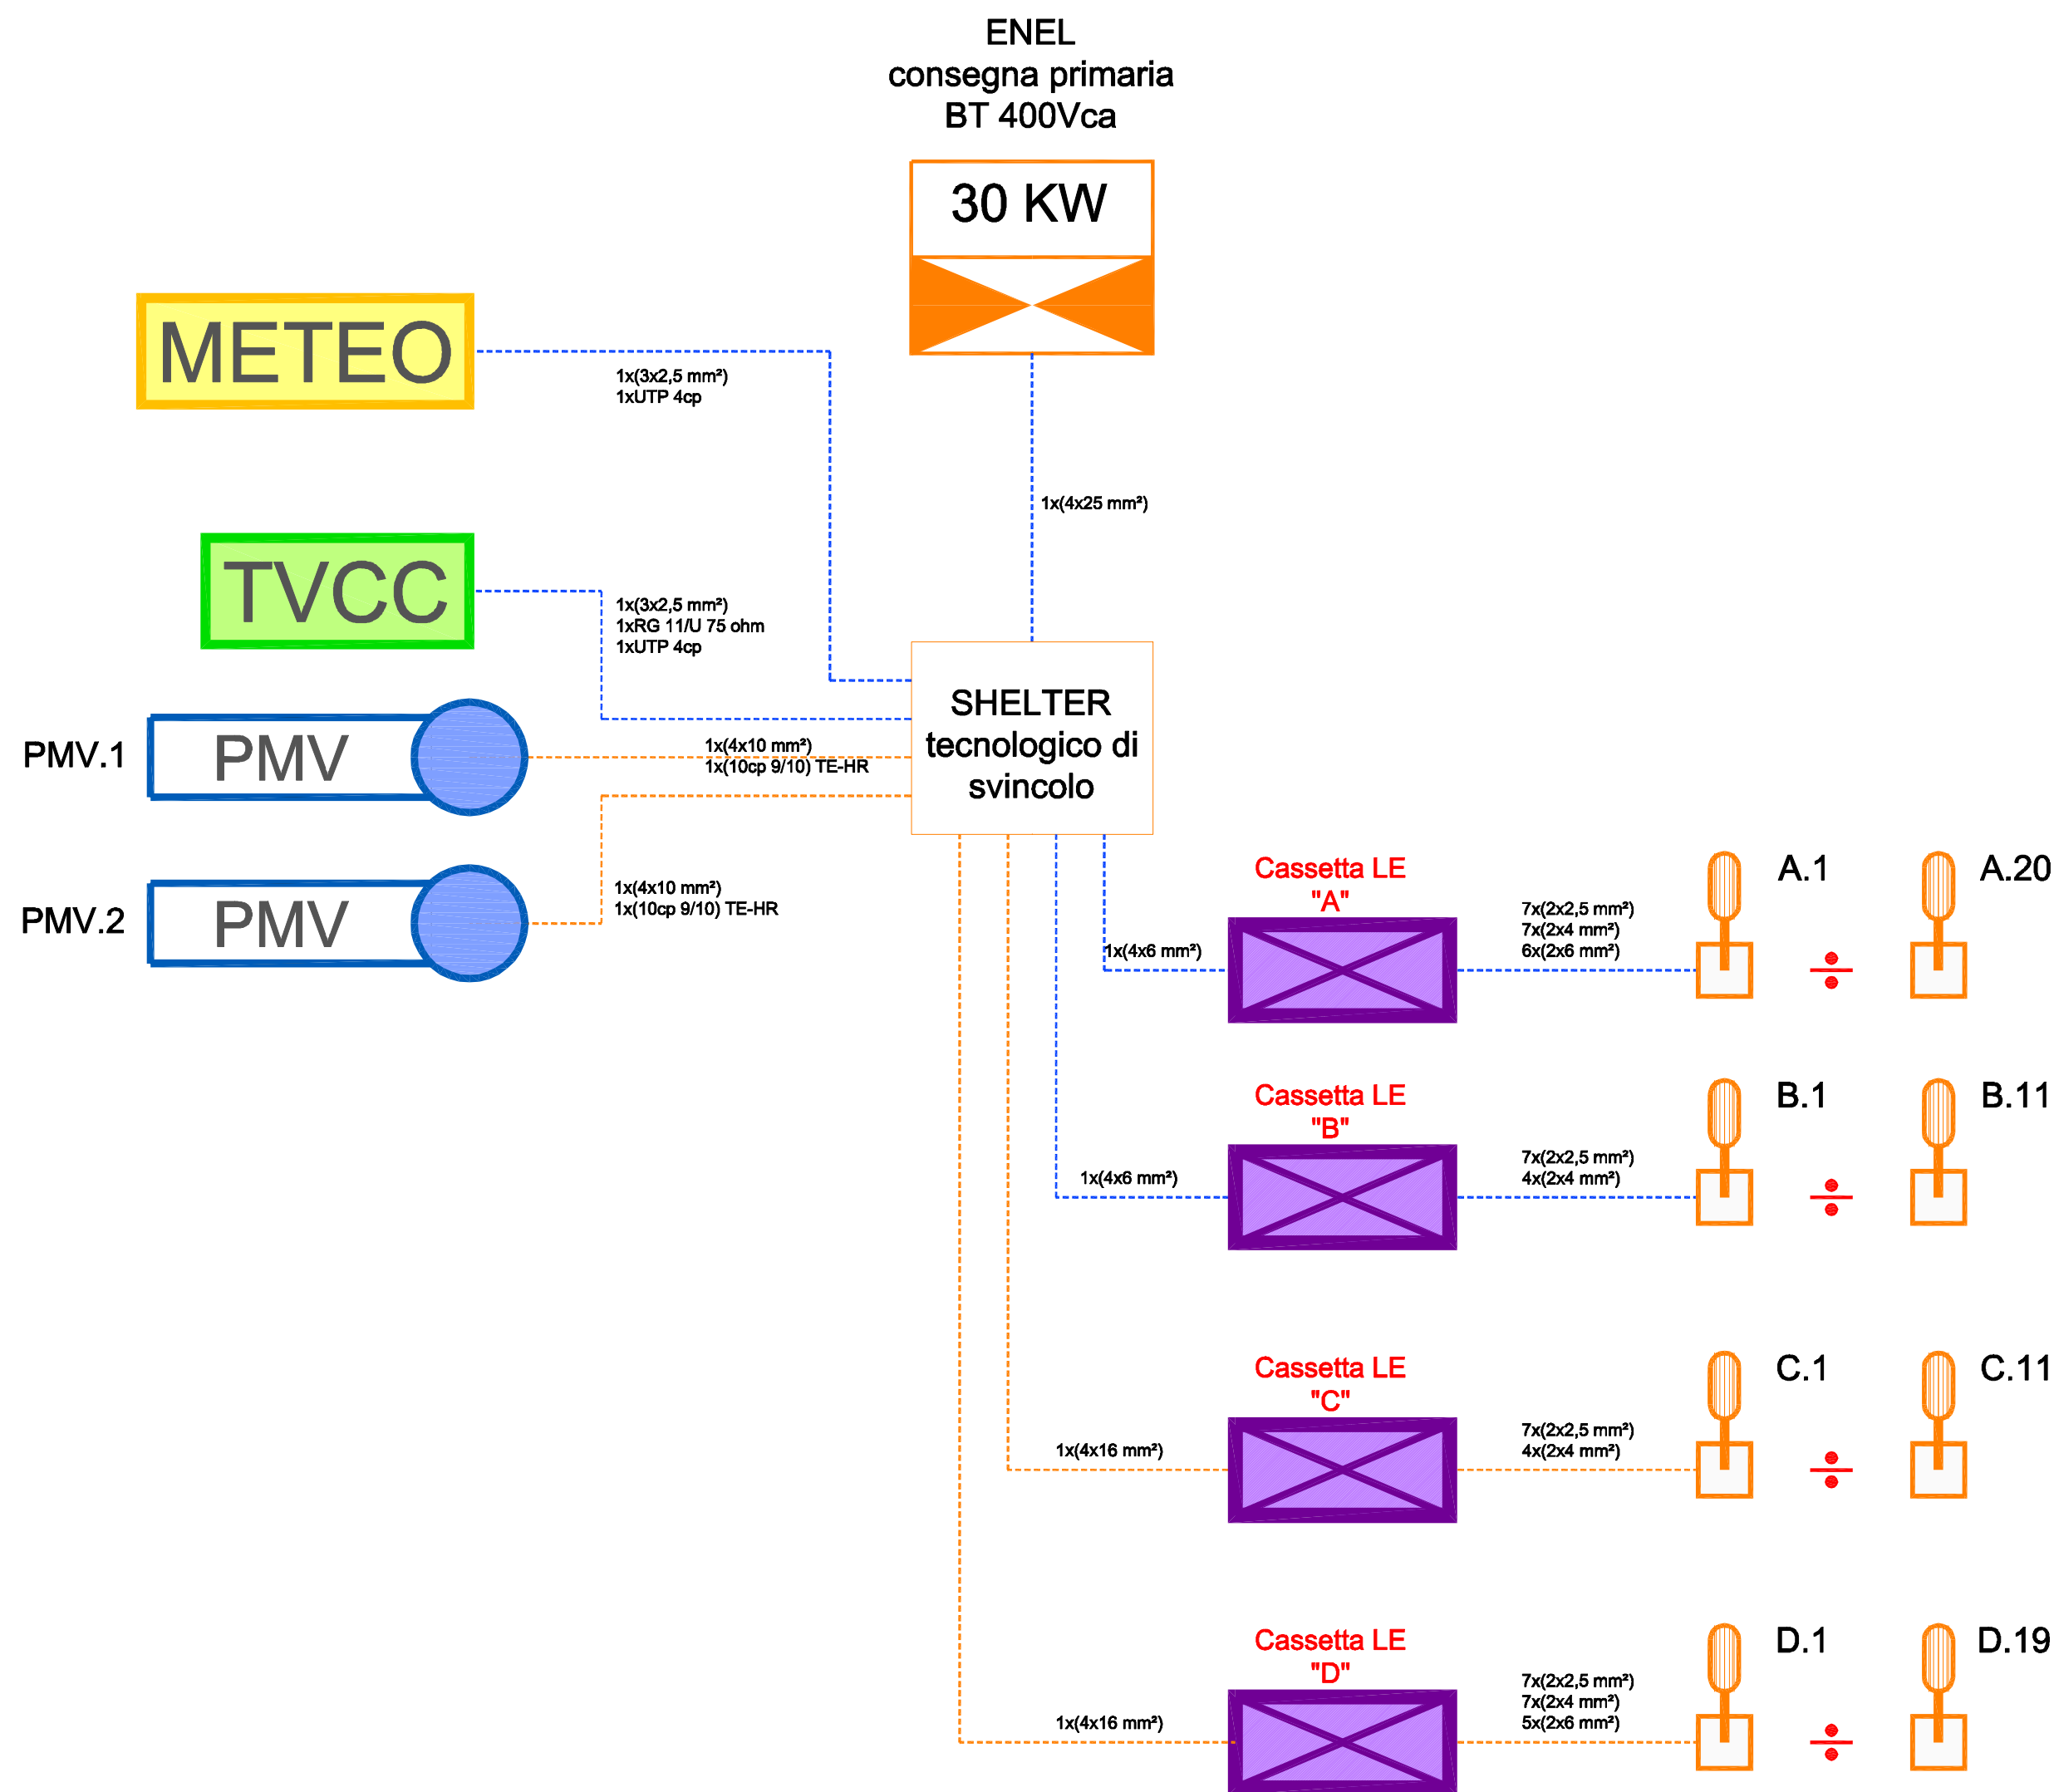 ENEL
consegna primaria
BT 400Vca
30 KW
METEO
1x(3x2,5 mm²)
1xUTP 4cp
1x(4x25 mm²)
TVCC
1x(3x2,5 mm²)
1xRG 11/U 75 ohm
1xUTP 4cp
SHELTER
tecnologico di
svincolo
PMV.1
PMV
1x(4x10 mm²)
1x(10cp 9/10) TE-HR
PMV.2
PMV
1x(4x10 mm²)
1x(10cp 9/10) TE-HR
Cassetta LE
"A"
1x(4x6 mm²)
7x(2x2,5 mm²)
7x(2x4 mm²)
6x(2x6 mm²)
A.1
÷
A.20
Cassetta LE
"B"
1x(4x6 mm²)
7x(2x2,5 mm²)
4x(2x4 mm²)
B.1
÷
B.11
Cassetta LE
"C"
1x(4x16 mm²)
7x(2x2,5 mm²)
4x(2x4 mm²)
C.1
÷
C.11
Cassetta LE
"D"
1x(4x16 mm²)
7x(2x2,5 mm²)
7x(2x4 mm²)
5x(2x6 mm²)
D.1
÷
D.19